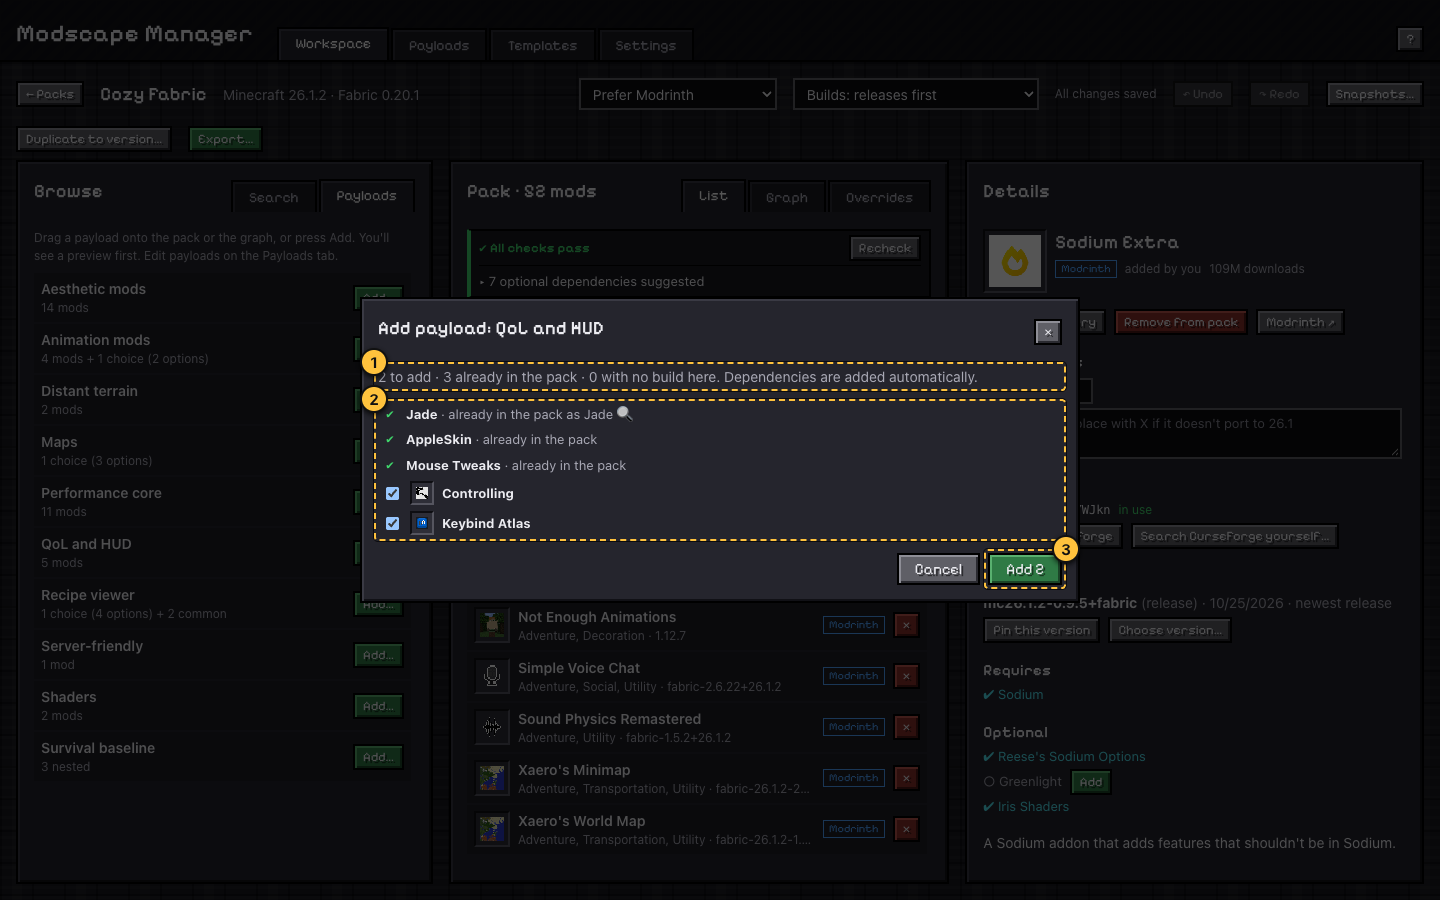 Modscape Manager
Workspace
Payloads
Templates
Settings
?
← Packs
Cozy Fabric
Minecraft 26.1.2 · Fabric 0.20.1
Prefer Modrinth
Builds: releases first
All changes saved
↶ Undo
↷ Redo
Snapshots…
Duplicate to version…
Export…
Browse
Search
Payloads
Drag a payload onto the pack or the graph, or press Add. You'll
see a preview first. Edit payloads on the Payloads tab.
Aesthetic mods
14 mods
Add…
Animation mods
4 mods + 1 choice (2 options)
Distant terrain
2 mods
Maps
1 choice (3 options)
Performance core
11 mods
QoL and HUD
5 mods
Recipe viewer
1 choice (4 options) + 2 common
Add…
Server-friendly
1 mod
Add…
Shaders
2 mods
Add…
Survival baseline
3 nested
Add…
Pack · 52 mods
List
Graph
Overrides
✔ All checks pass
Recheck
▸ 7 optional dependencies suggested
Add payload: QoL and HUD
×
1
2 to add · 3 already in the pack · 0 with no build here. Dependencies are added automatically.
2
✔ Jade · already in the pack as Jade 🔍
✔ AppleSkin · already in the pack
✔ Mouse Tweaks · already in the pack
Controlling
Keybind Atlas
3
Cancel
Add 2
Not Enough Animations
Adventure, Decoration · 1.12.7
Modrinth
×
Simple Voice Chat
Adventure, Social, Utility · fabric-2.6.22+26.1.2
Modrinth
×
Sound Physics Remastered
Adventure, Utility · fabric-1.5.2+26.1.2
Modrinth
×
Xaero's Minimap
Adventure, Transportation, Utility · fabric-26.1.2-2…
Modrinth
×
Xaero's World Map
Adventure, Transportation, Utility · fabric-26.1.2-1.…
Modrinth
×
Details
Sodium Extra
Modrinth
added by you 109M downloads
ry
Remove from pack
Modrinth ↗
lace with X if it doesn't port to 26.1
WJkn in use
orge
Search CurseForge yourself…
mc26.1.2-0.9.5+fabric (release) · 10/25/2026 · newest release
Pin this version
Choose version…
Requires
✔ Sodium
Optional
✔ Reese's Sodium Options
○ Greenlight
Add
✔ Iris Shaders
A Sodium addon that adds features that shouldn't be in Sodium.